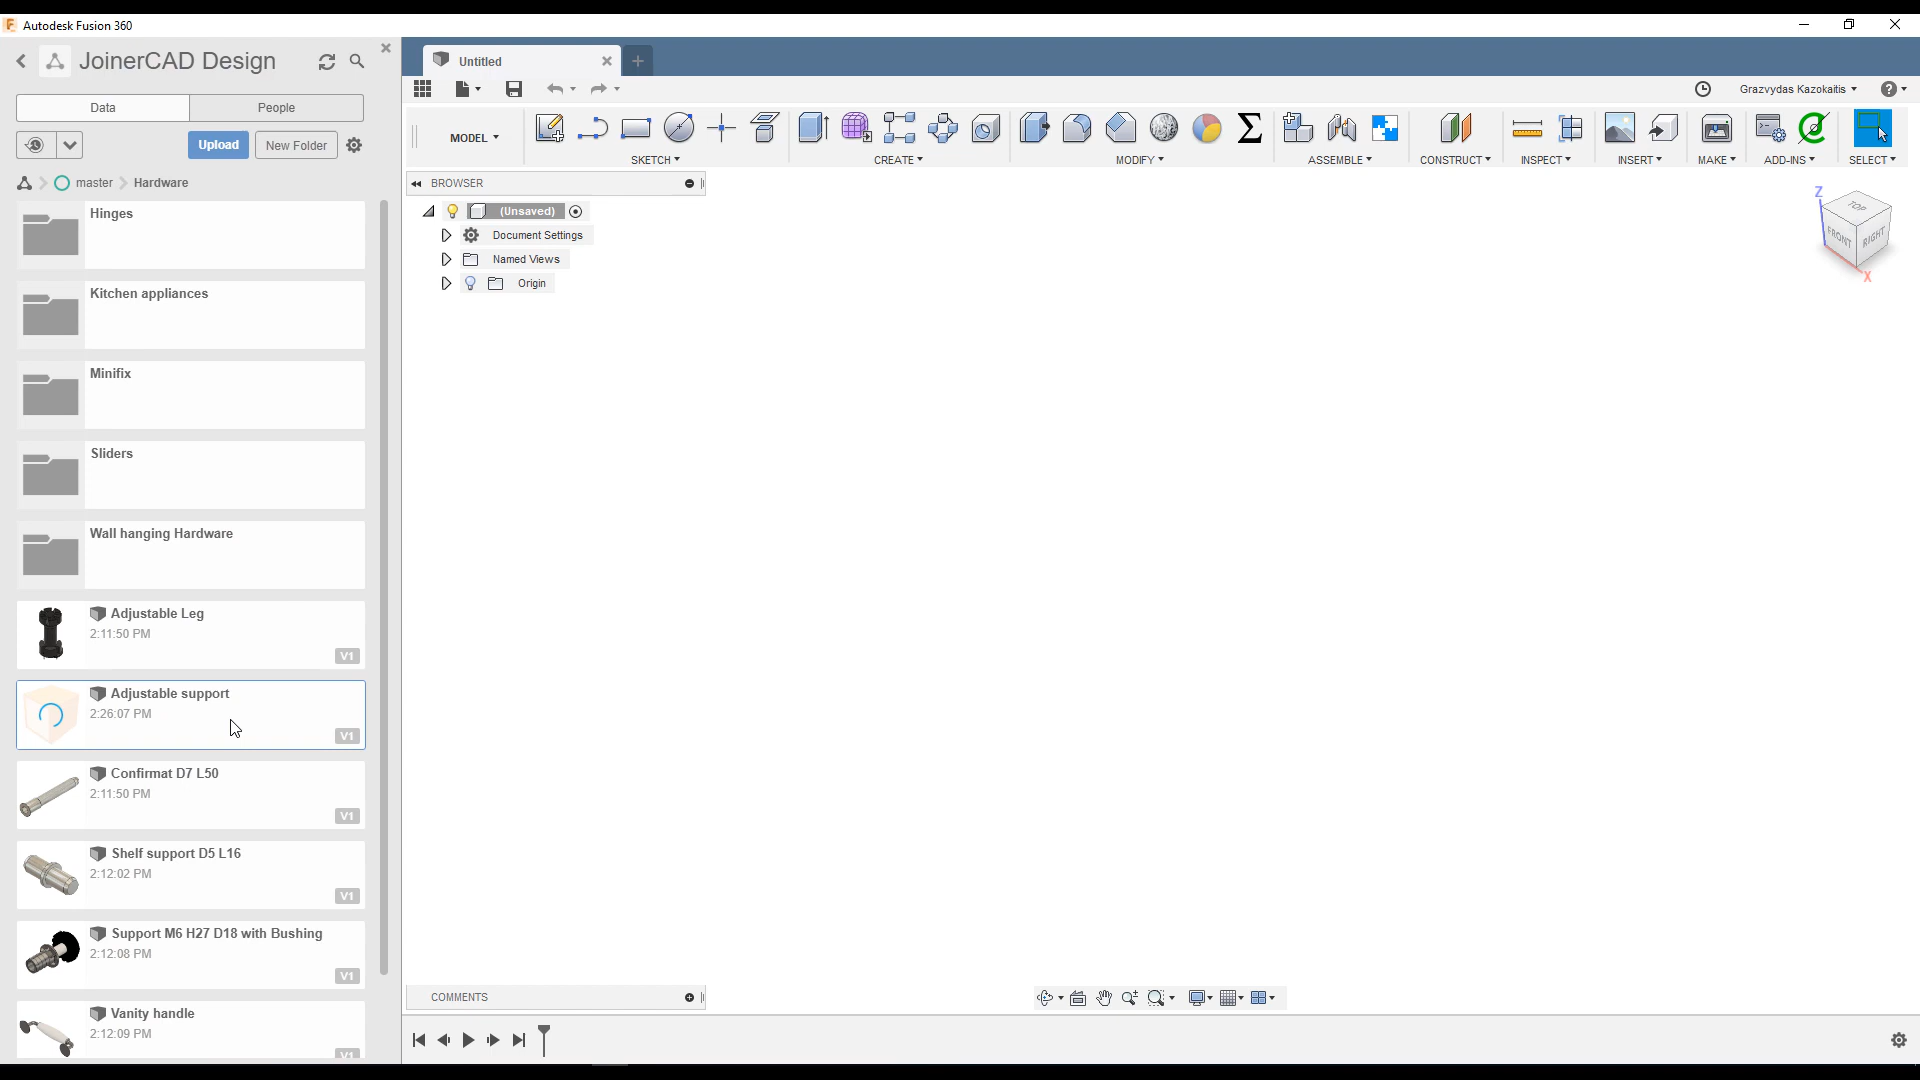 Autodesk Fusion 360
JoinerCAD Design
Data
People
Upload
New Folder
master
Hardware
Hinges
Kitchen appliances
Minifix
Sliders
Wall hanging Hardware
Adjustable Leg
2:11:50 PM
V1
Adjustable support
2:26:07 PM
V1
Confirmat D7 L50
2:11:50 PM
V1
Shelf support D5 L16
2:12:02 PM
V1
Support M6 H27 D18 with Bushing
2:12:08 PM
V1
Vanity handle
2:12:09 PM
V1
Untitled
Grazvydas Kazokaitis
MODEL
SKETCH
CREATE
MODIFY
ASSEMBLE
CONSTRUCT
INSPECT
INSERT
MAKE
ADD-INS
SELECT
BROWSER
(Unsaved)
Document Settings
Named Views
Origin
Z
TOP
FRONT
RIGHT
X
COMMENTS